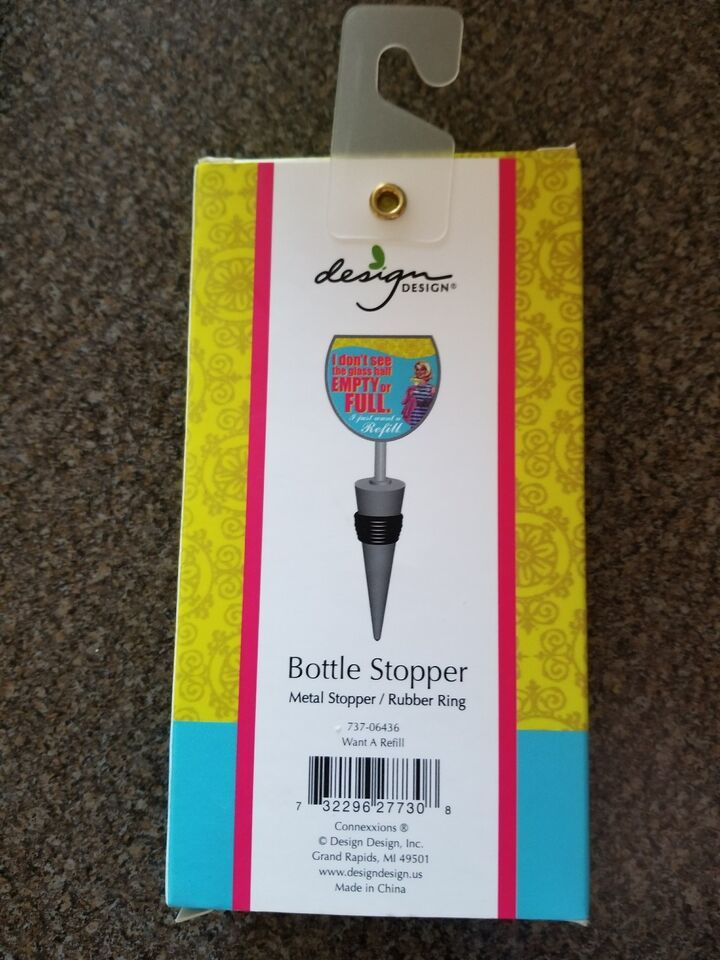 design
DESIGN®
I don't see
the glass half
EMPTY or
FULL.
I just want a
Refill
Bottle Stopper
Metal Stopper / Rubber Ring
737-06436
Want A Refill
7 32296 27730 8
Connexxions ®
© Design Design, Inc.
Grand Rapids, MI 49501
www.designdesign.us
Made in China